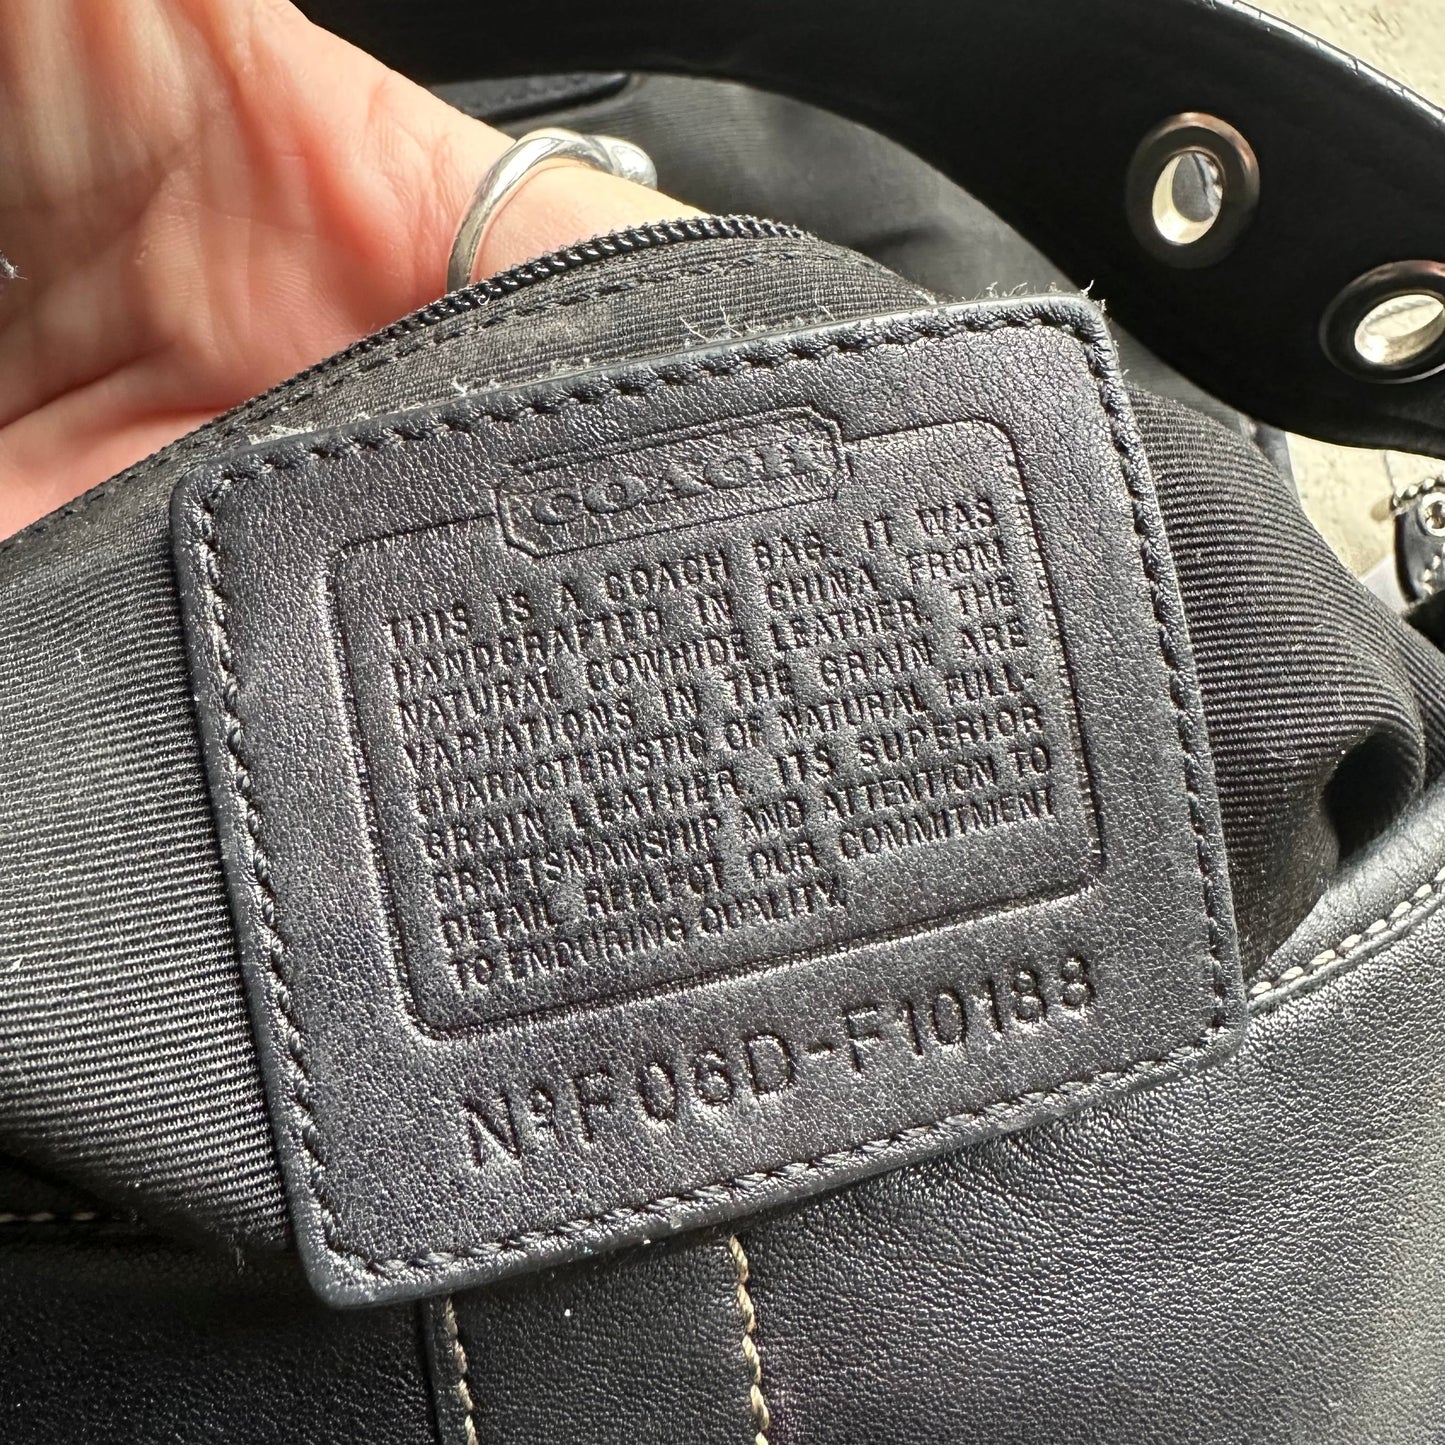 COACH
THIS IS A COACH BAG. IT WAS
HANDCRAFTED IN CHINA FROM
NATURAL COWHIDE LEATHER. THE
VARIATIONS IN THE GRAIN ARE
CHARACTERISTIC OF NATURAL FULL-
GRAIN LEATHER. ITS SUPERIOR
CRAFTSMANSHIP AND ATTENTION TO
DETAIL REFLECT OUR COMMITMENT
TO ENDURING QUALITY.
Nº F06D-F10188